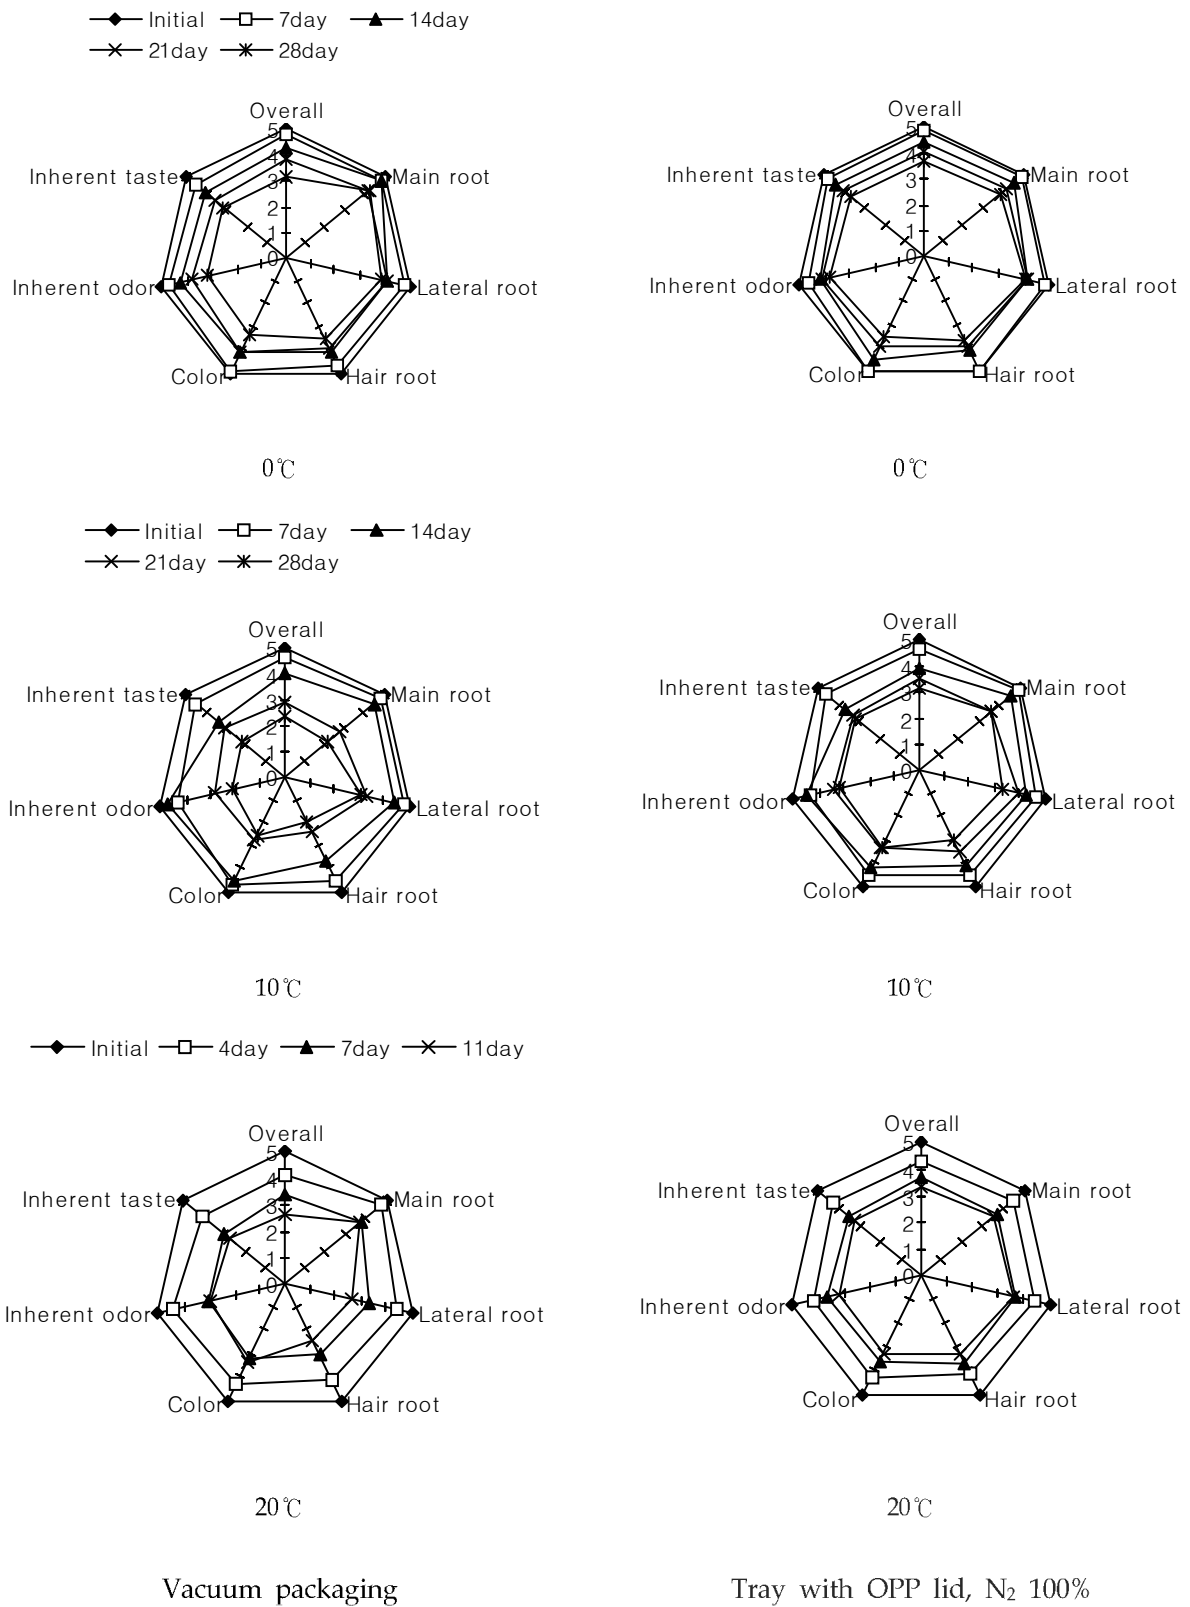 Initial 7day 14day
21day 28day
Overall
5
4
3
2
1
0
Inherent taste
Main root
Inherent odor
Lateral root
Color
Hair root
0℃
Overall
5
4
3
2
1
0
Inherent taste
Main root
Inherent odor
Lateral root
Color
Hair root
0℃
Initial 7day 14day
21day 28day
Overall
5
4
3
2
1
0
Inherent taste
Main root
Inherent odor
Lateral root
Color
Hair root
10℃
Overall
5
4
3
2
1
0
Inherent taste
Main root
Inherent odor
Lateral root
Color
Hair root
10℃
Initial 4day 7day 11day
Overall
5
4
3
2
1
0
Inherent taste
Main root
Inherent odor
Lateral root
Color
Hair root
20℃
Overall
5
4
3
2
1
0
Inherent taste
Main root
Inherent odor
Lateral root
Color
Hair root
20℃
Vacuum packaging
Tray with OPP lid, N₂ 100%